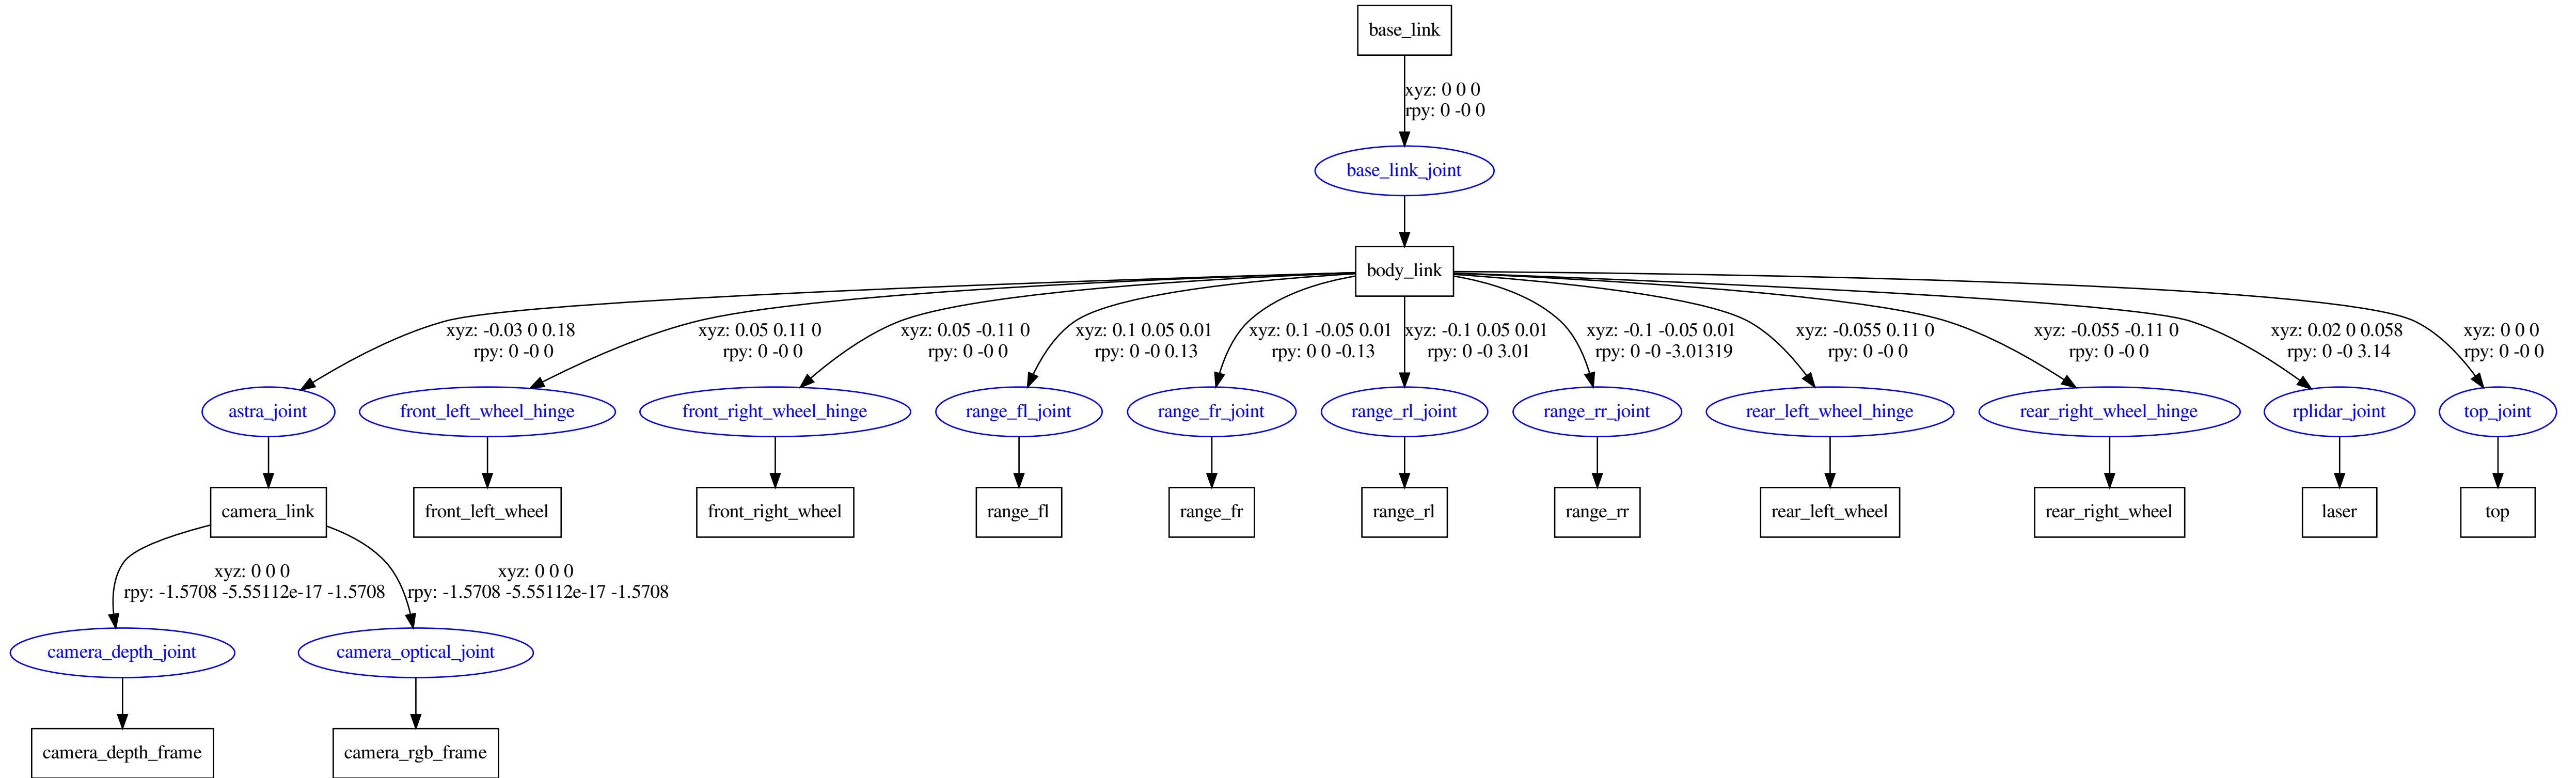 base_link
xyz: 0 0 0
rpy: 0 -0 0
base_link_joint
body_link
xyz: -0.03 0 0.18
rpy: 0 -0 0
xyz: 0.05 0.11 0
rpy: 0 -0 0
xyz: 0.05 -0.11 0
rpy: 0 -0 0
xyz: 0.1 0.05 0.01
rpy: 0 -0 0.13
xyz: 0.1 -0.05 0.01
rpy: 0 0 -0.13
xyz: -0.1 0.05 0.01
rpy: 0 -0 3.01
xyz: -0.1 -0.05 0.01
rpy: 0 -0 -3.01319
xyz: -0.055 0.11 0
rpy: 0 -0 0
xyz: -0.055 -0.11 0
rpy: 0 -0 0
xyz: 0.02 0 0.058
rpy: 0 -0 3.14
xyz: 0 0 0
rpy: 0 -0 0
astra_joint
front_left_wheel_hinge
front_right_wheel_hinge
range_fl_joint
range_fr_joint
range_rl_joint
range_rr_joint
rear_left_wheel_hinge
rear_right_wheel_hinge
rplidar_joint
top_joint
camera_link
front_left_wheel
front_right_wheel
range_fl
range_fr
range_rl
range_rr
rear_left_wheel
rear_right_wheel
laser
top
xyz: 0 0 0
rpy: -1.5708 -5.55112e-17 -1.5708
xyz: 0 0 0
rpy: -1.5708 -5.55112e-17 -1.5708
camera_depth_joint
camera_optical_joint
camera_depth_frame
camera_rgb_frame